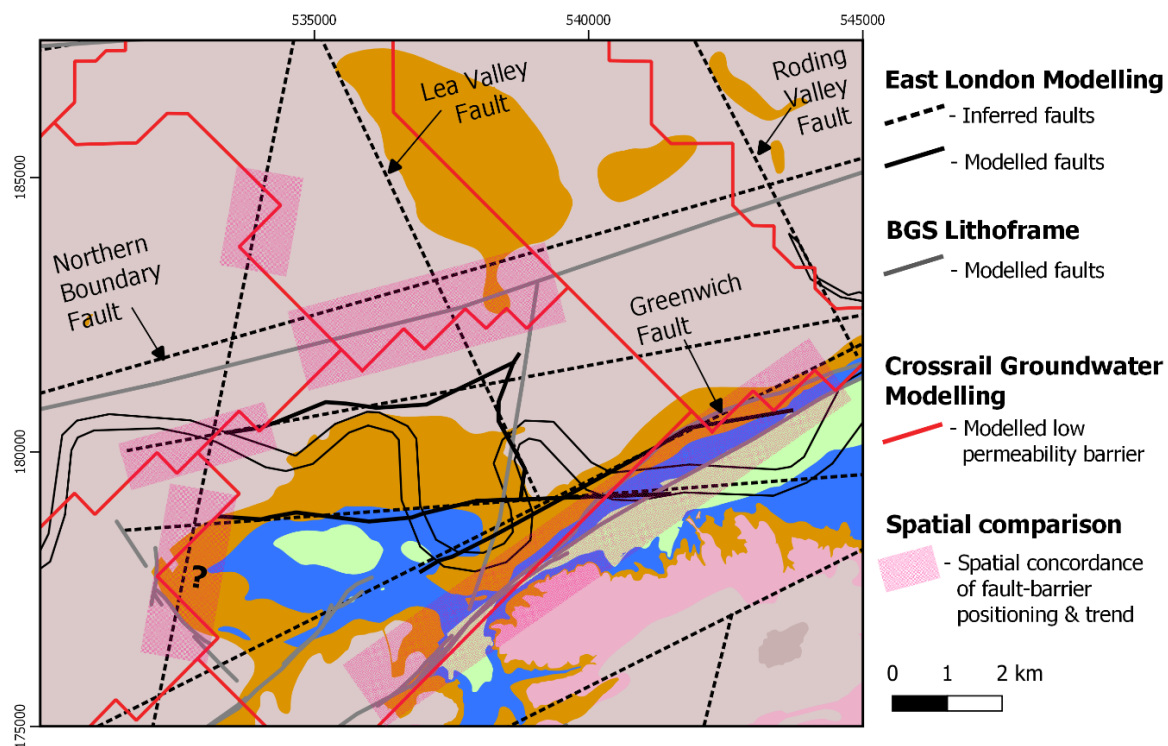 535000
540000
545000
185000
180000
175000
Lea Valley
Fault
Roding
Valley
Fault
Northern
Boundary
Fault
Greenwich
Fault
?
East London Modelling
- Inferred faults
- Modelled faults
BGS Lithoframe
- Modelled faults
Crossrail Groundwater
Modelling
- Modelled low
permeability barrier
Spatial comparison
- Spatial concordance
of fault-barrier
positioning & trend
0 1 2 km